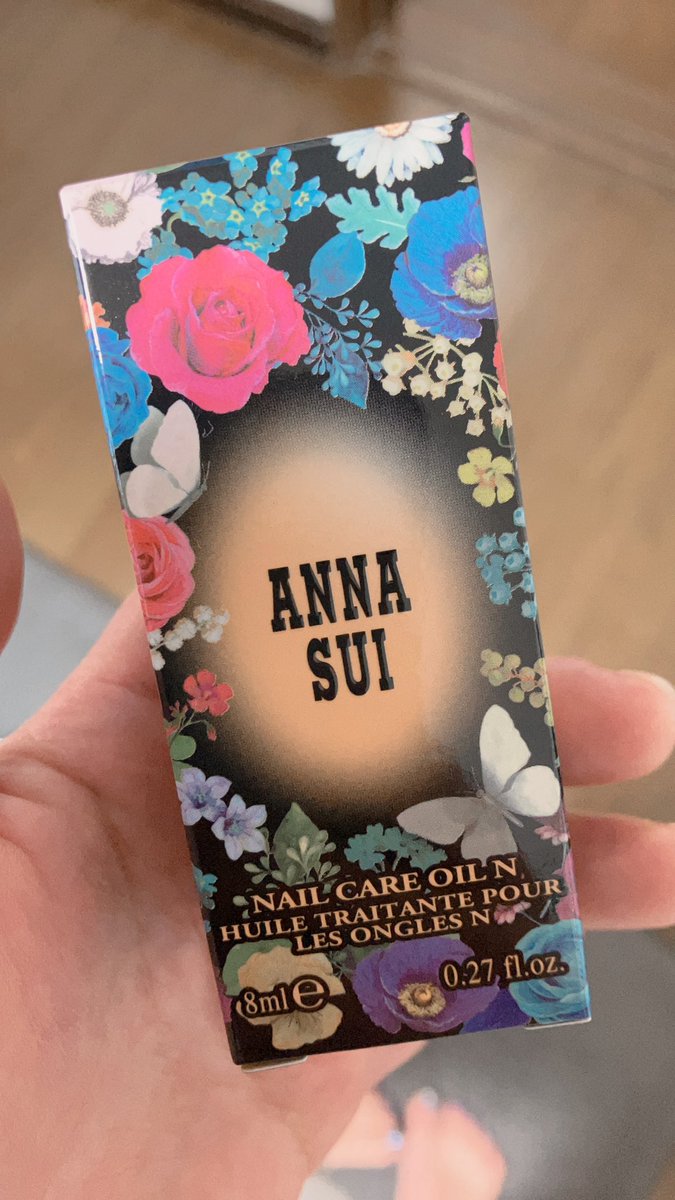 ANNA
SUI
NAIL CARE OIL N
HUILE TRAITANTE POUR
LES ONGLES N
8ml e 0.27 fl.oz.